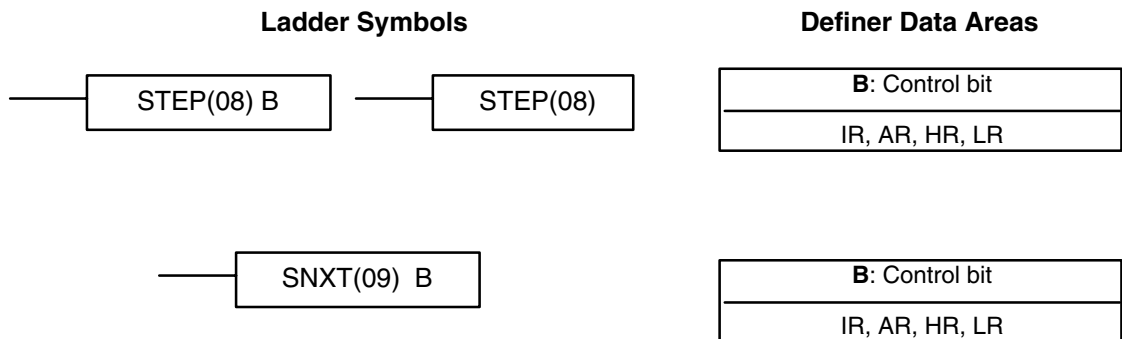 Ladder Symbols Definer Data Areas
STEP(08) B STEP(08) B: Control bit
IR, AR, HR, LR
SNXT(09) B B: Control bit
IR, AR, HR, LR